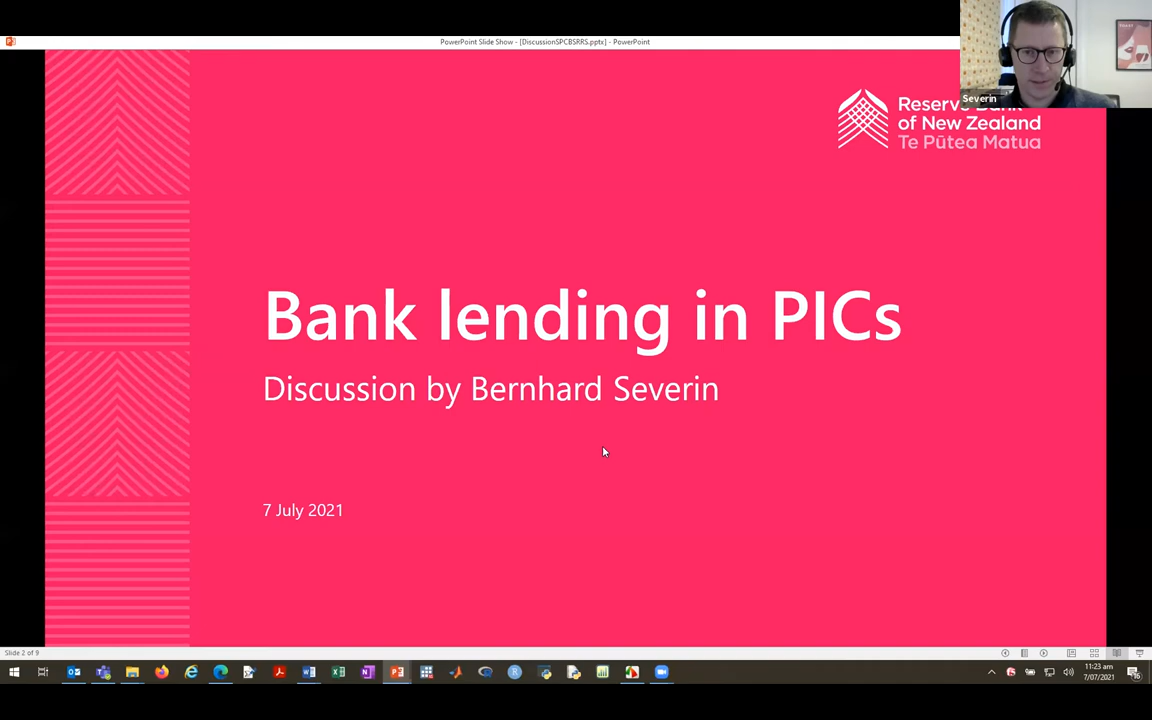 PowerPoint Slide Show - [DiscussionSPCBSRRS.pptx] - PowerPoint
Severin
Reserve Bank
of New Zealand
Te Pūtea Matua
Bank lending in PICs
Discussion by Bernhard Severin
7 July 2021
Slide 2 of 9
11:23 am
7/07/2021